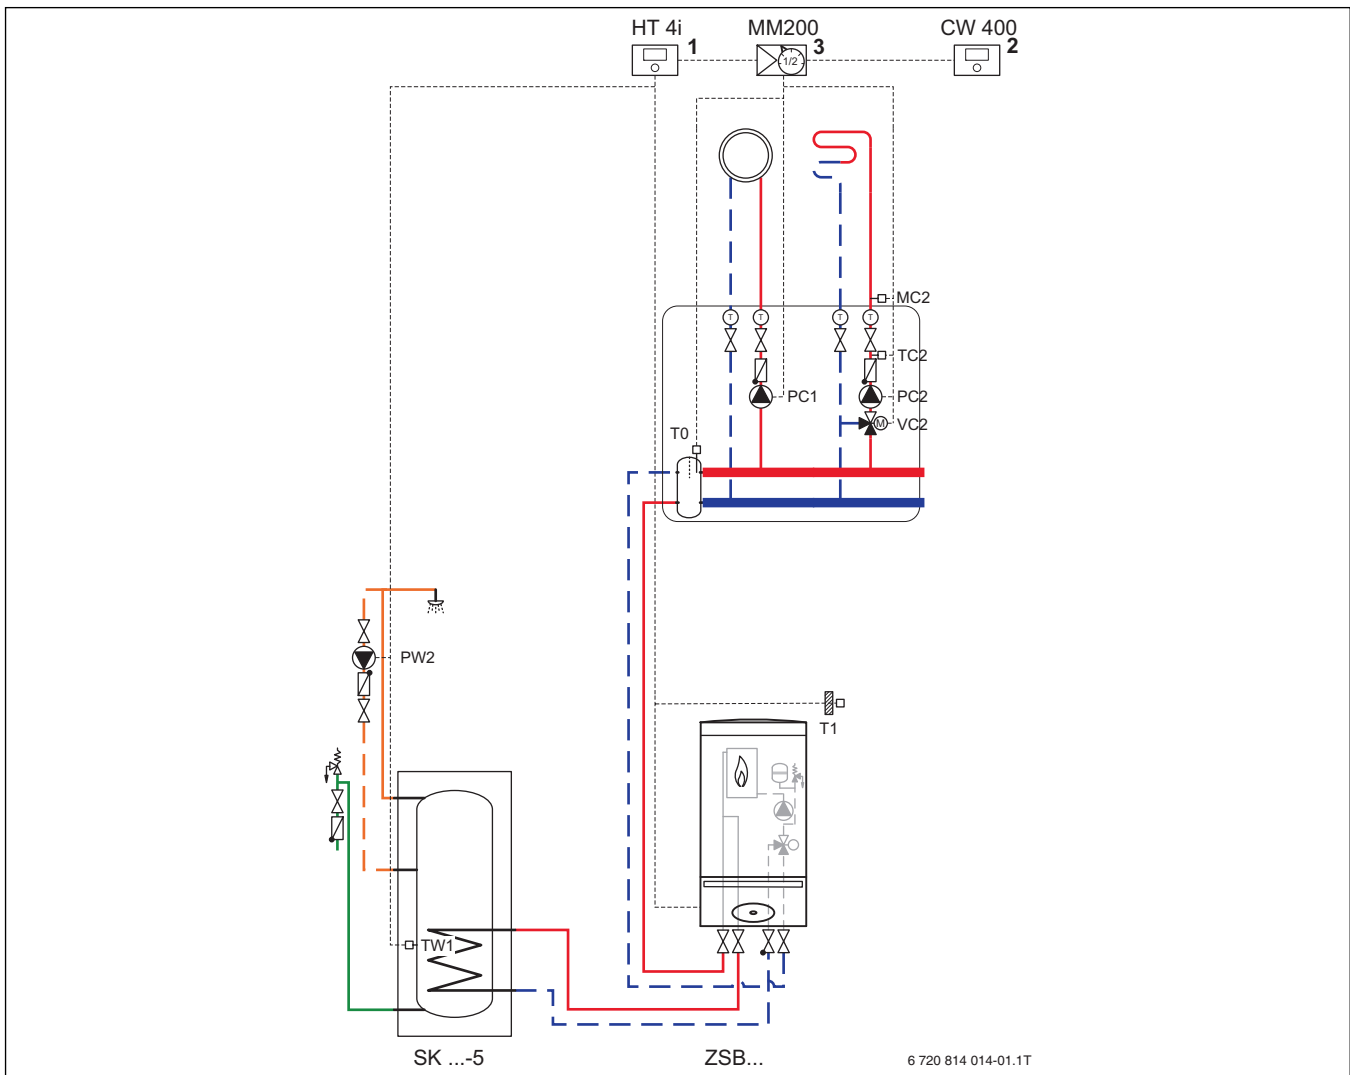 HT 4i MM200 CW 400
1 3 2
1/2
MC2
T T T T
TC2
PC1 PC2
M VC2
T0
PW2
T1
TW1
SK ...-5 ZSB... 6 720 814 014-01.1T